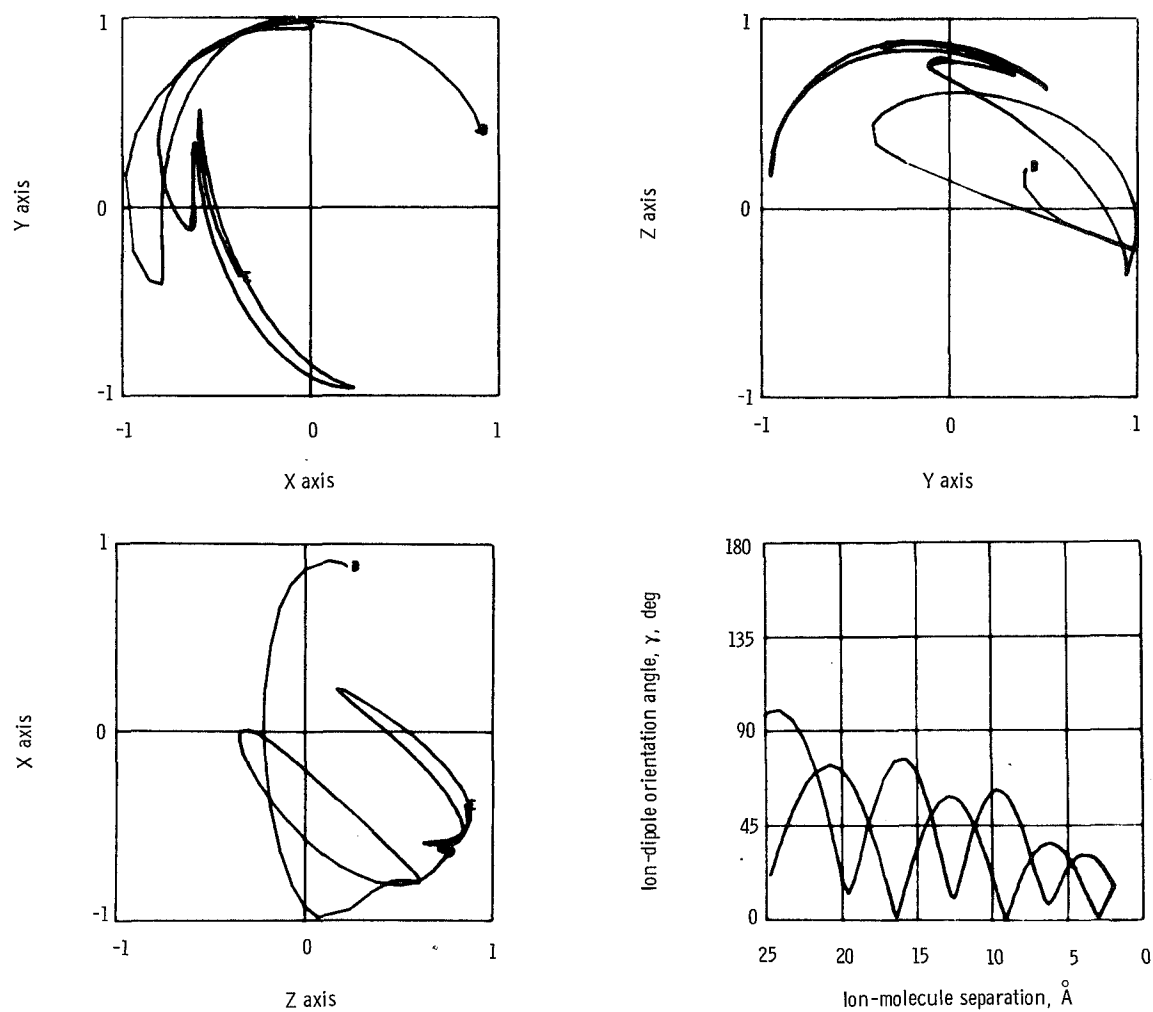 1
0
-1
Y axis
-1
0
1
X axis
B
E
1
0
-1
Z axis
-1
0
1
Y axis
B
1
0
-1
X axis
-1
0
1
Z axis
B
E
180
135
90
45
0
Ion-dipole orientation angle, γ, deg
25
20
15
10
5
0
Ion-molecule separation, Å